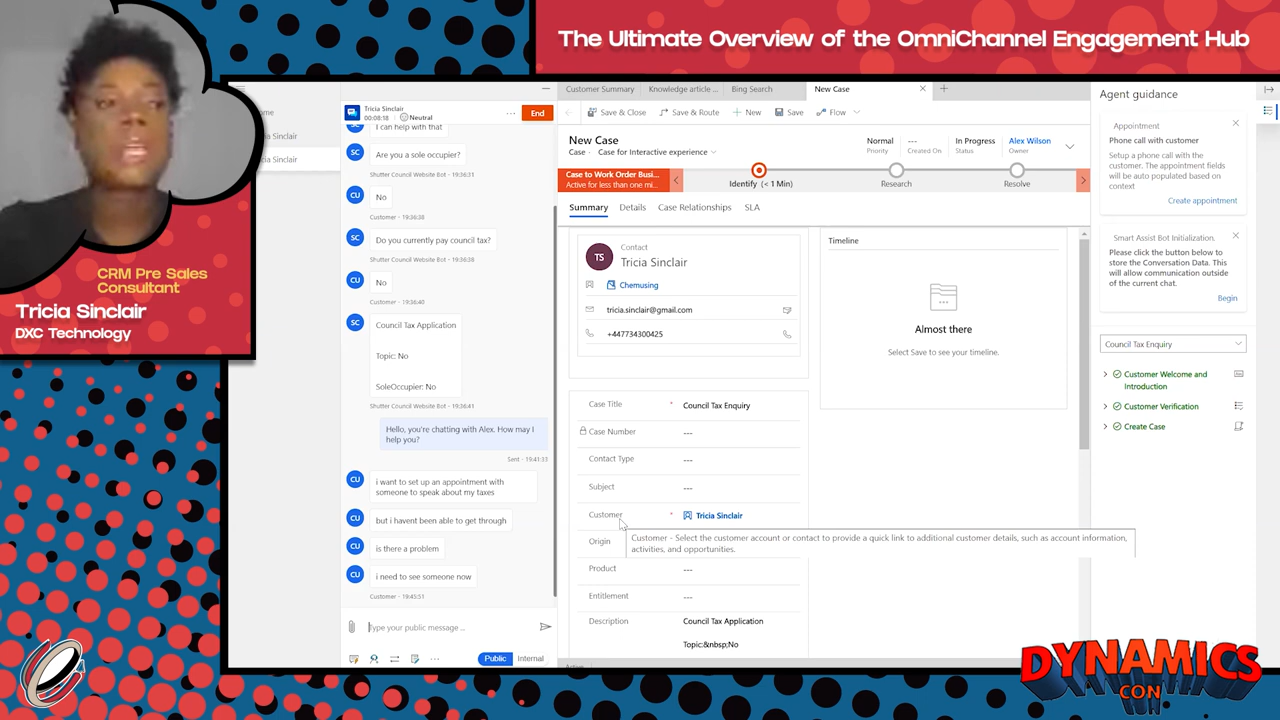 The Ultimate Overview of the OmniChannel Engagement Hub
CRM Pre Sales
Consultant
Tricia Sinclair
DXC Technology
Tricia Sinclair
00:08:18
Neutral
End
I can help with that
SC
Are you a sole occupier?
Shutter Council Website Bot - 19:36:31
CU
No
Customer - 19:36:38
SC
Do you currently pay council tax?
Shutter Council Website Bot - 19:36:38
CU
No
Customer - 19:36:40
SC
Council Tax Application
Topic: No
SoleOccupier: No
Shutter Council Website Bot - 19:36:41
Hello, you're chatting with Alex. How may I
help you?
Sent - 19:41:33
CU
i want to set up an appointment with
someone to speak about my taxes
CU
but i havent been able to get through
CU
is there a problem
CU
i need to see someone now
Customer - 19:45:51
Type your public message ...
Public
Internal
Customer Summary
Knowledge article ...
Bing Search
New Case
Save & Close
Save & Route
New
Save
Flow
New Case
Case - Case for Interactive experience
Normal
Priority
---
Created On
In Progress
Status
Alex Wilson
Owner
Case to Work Order Busi...
Active for less than one mi...
Identify (< 1 Min)
Research
Resolve
Summary
Details
Case Relationships
SLA
TS
Contact
Tricia Sinclair
Chemusing
tricia.sinclair@gmail.com
+447734300425
Timeline
Almost there
Select Save to see your timeline.
Case Title * Council Tax Enquiry
Case Number ---
Contact Type ---
Subject ---
Customer * Tricia Sinclair
Customer - Select the customer account or contact to provide a quick link to additional customer details, such as account information,
activities, and opportunities.
Origin
Product ---
Entitlement ---
Description Council Tax Application
Topic:&nbsp;No
Agent guidance
Appointment
Phone call with customer
Setup a phone call with the
customer. The appointment fields
will be auto populated based on
context
Create appointment
Smart Assist Bot Initialization.
Please click the button below to
store the Conversation Data. This
will allow communication outside
of the current chat.
Begin
Council Tax Enquiry
Customer Welcome and
Introduction
Customer Verification
Create Case
DYNAMICS
CON